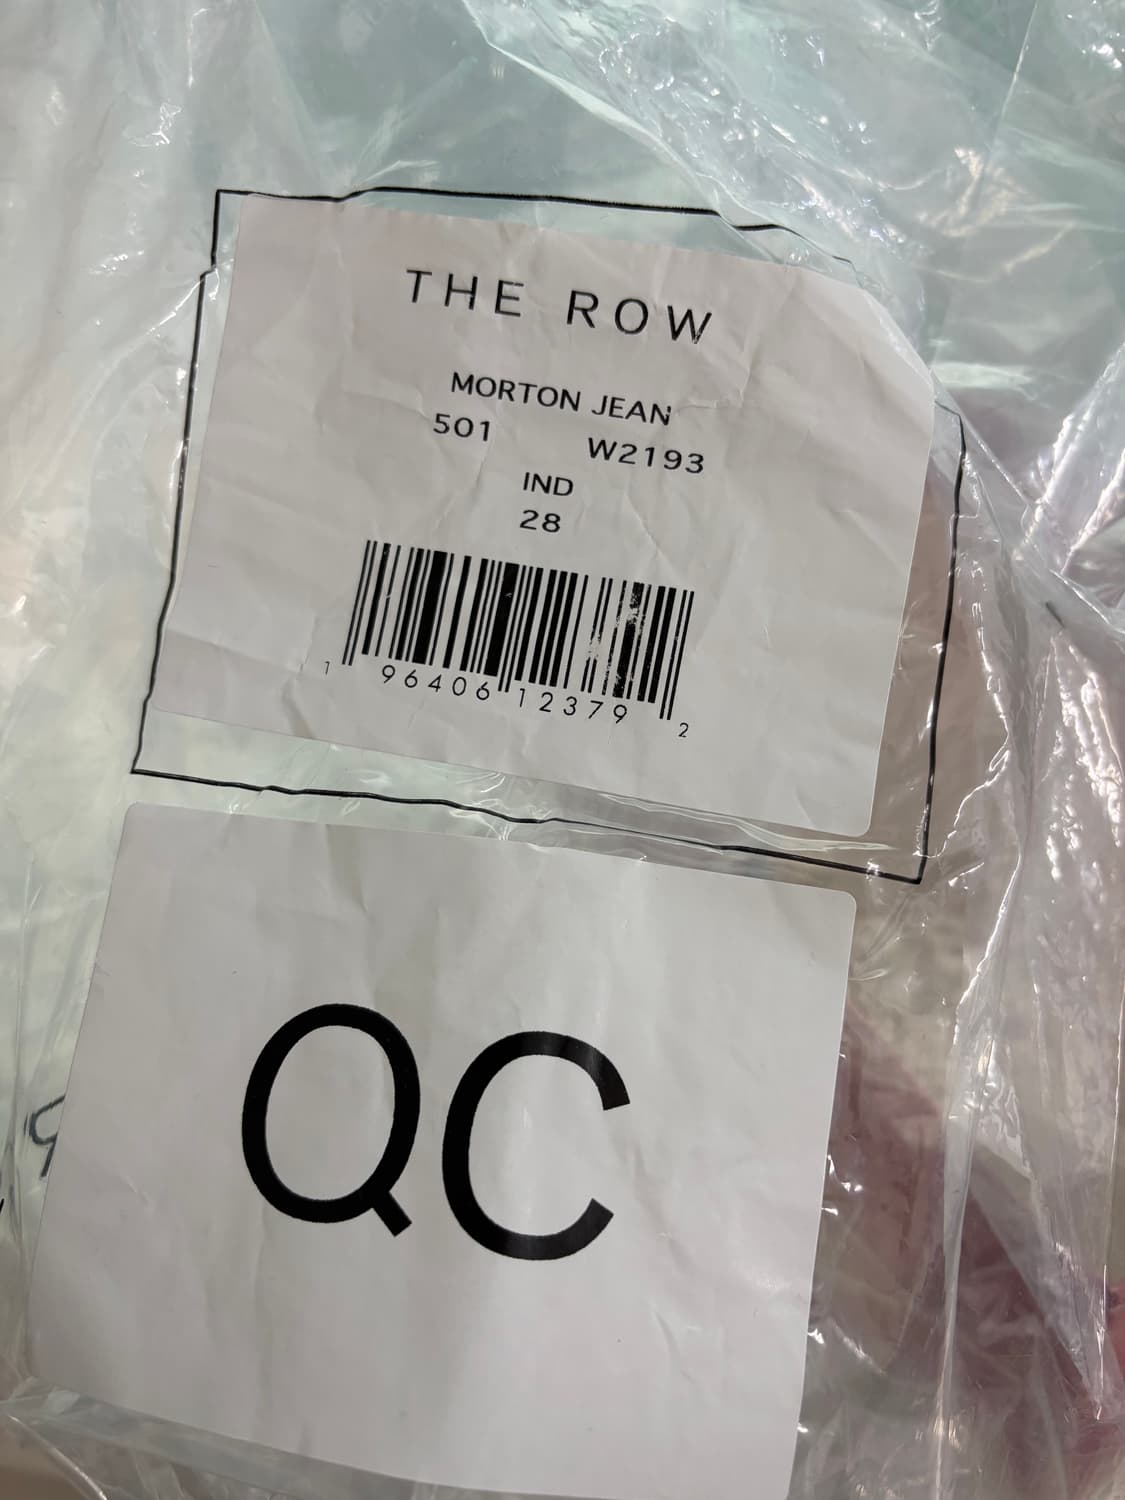 THE ROW
MORTON JEAN
501 W2193
IND
28
1 96406 12379 2
QC